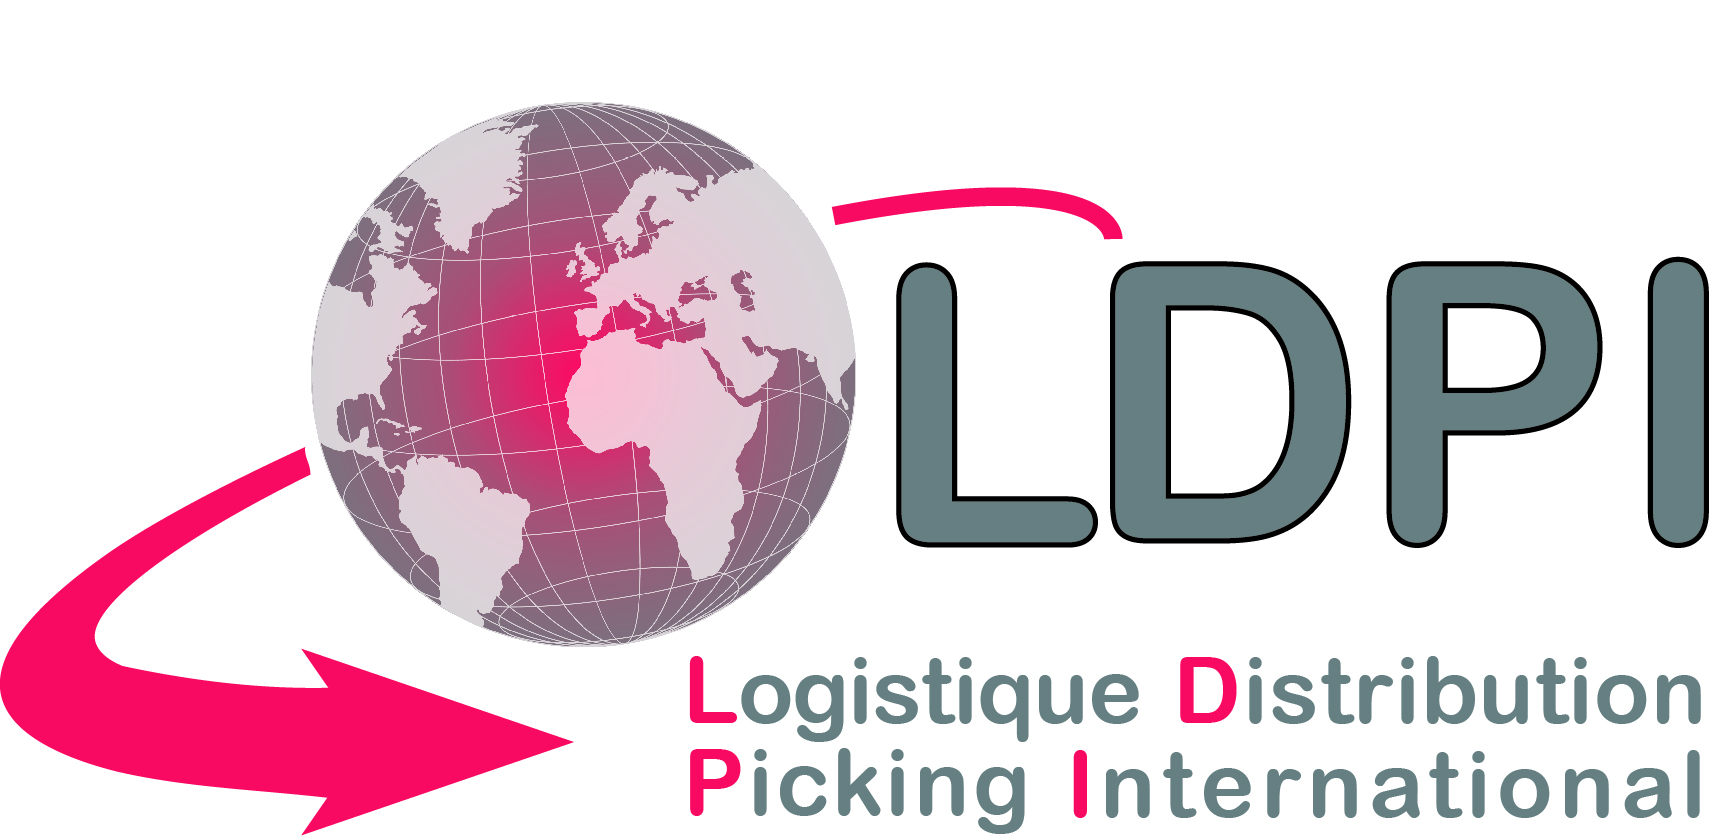 LDPI
Logistique Distribution
Picking International